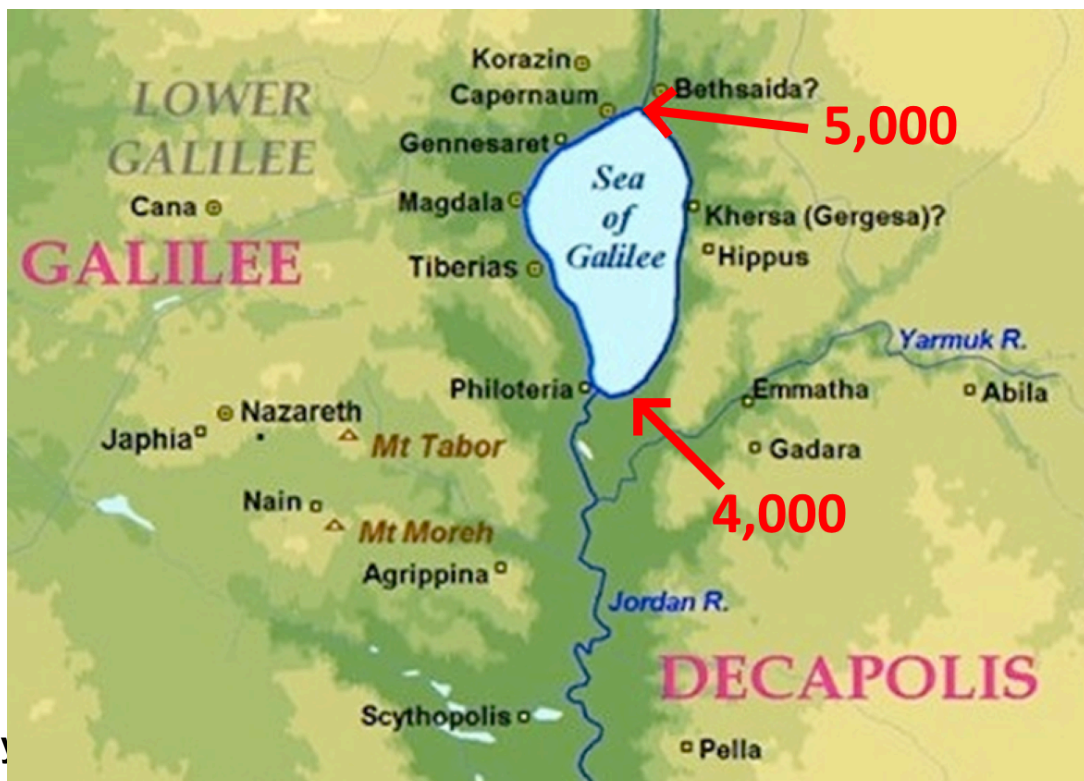 Korazin
Capernaum
Bethsaida?
5,000
LOWER
GALILEE
Gennesaret
Sea
of
Galilee
Cana
Magdala
Khersa (Gergesa)?
GALILEE
Tiberias
Hippus
Yarmuk R.
Philoteria
Emmatha
Abila
Nazareth
Japhia
Mt Tabor
Gadara
Nain
4,000
Mt Moreh
Agrippina
Jordan R.
DECAPOLIS
Scythopolis
Pella